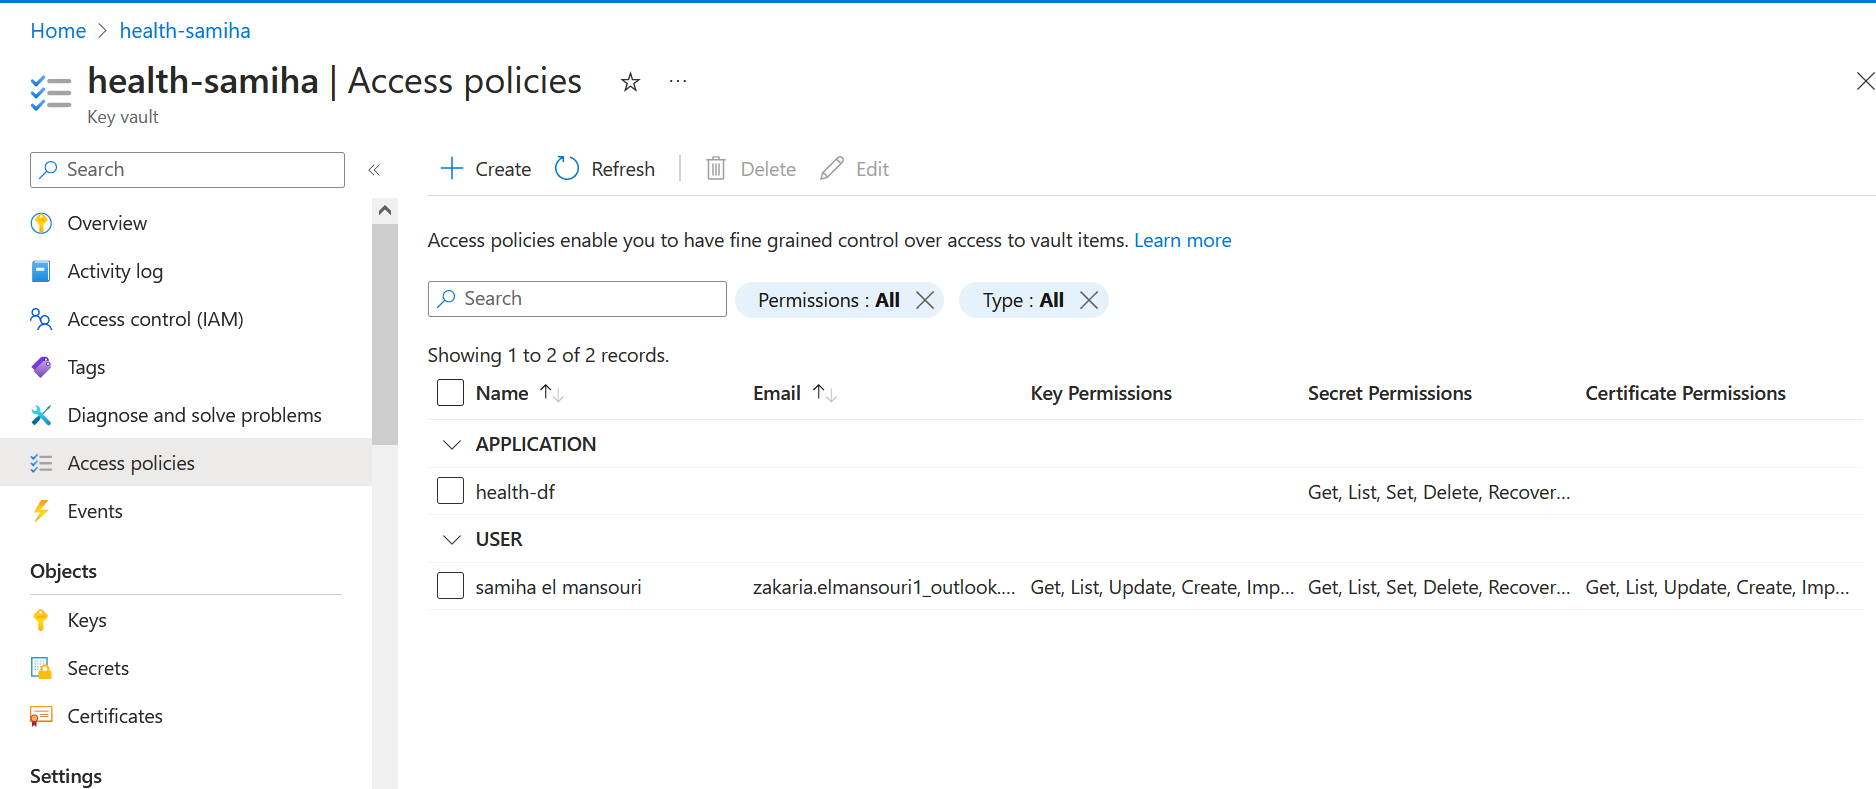 Home > health-samiha
health-samiha | Access policies ☆ ...
Key vault
Search «
Create Refresh | Delete Edit
Overview
Activity log
Access control (IAM)
Tags
Diagnose and solve problems
Access policies
Events
Objects
Keys
Secrets
Certificates
Settings
Access policies enable you to have fine grained control over access to vault items. Learn more
Search Permissions : All Type : All
Showing 1 to 2 of 2 records.
Name ↑↓ Email ↑↓ Key Permissions Secret Permissions Certificate Permissions
APPLICATION
health-df Get, List, Set, Delete, Recover...
USER
samiha el mansouri zakaria.elmansouri1_outlook.... Get, List, Update, Create, Imp... Get, List, Set, Delete, Recover... Get, List, Update, Create, Imp...